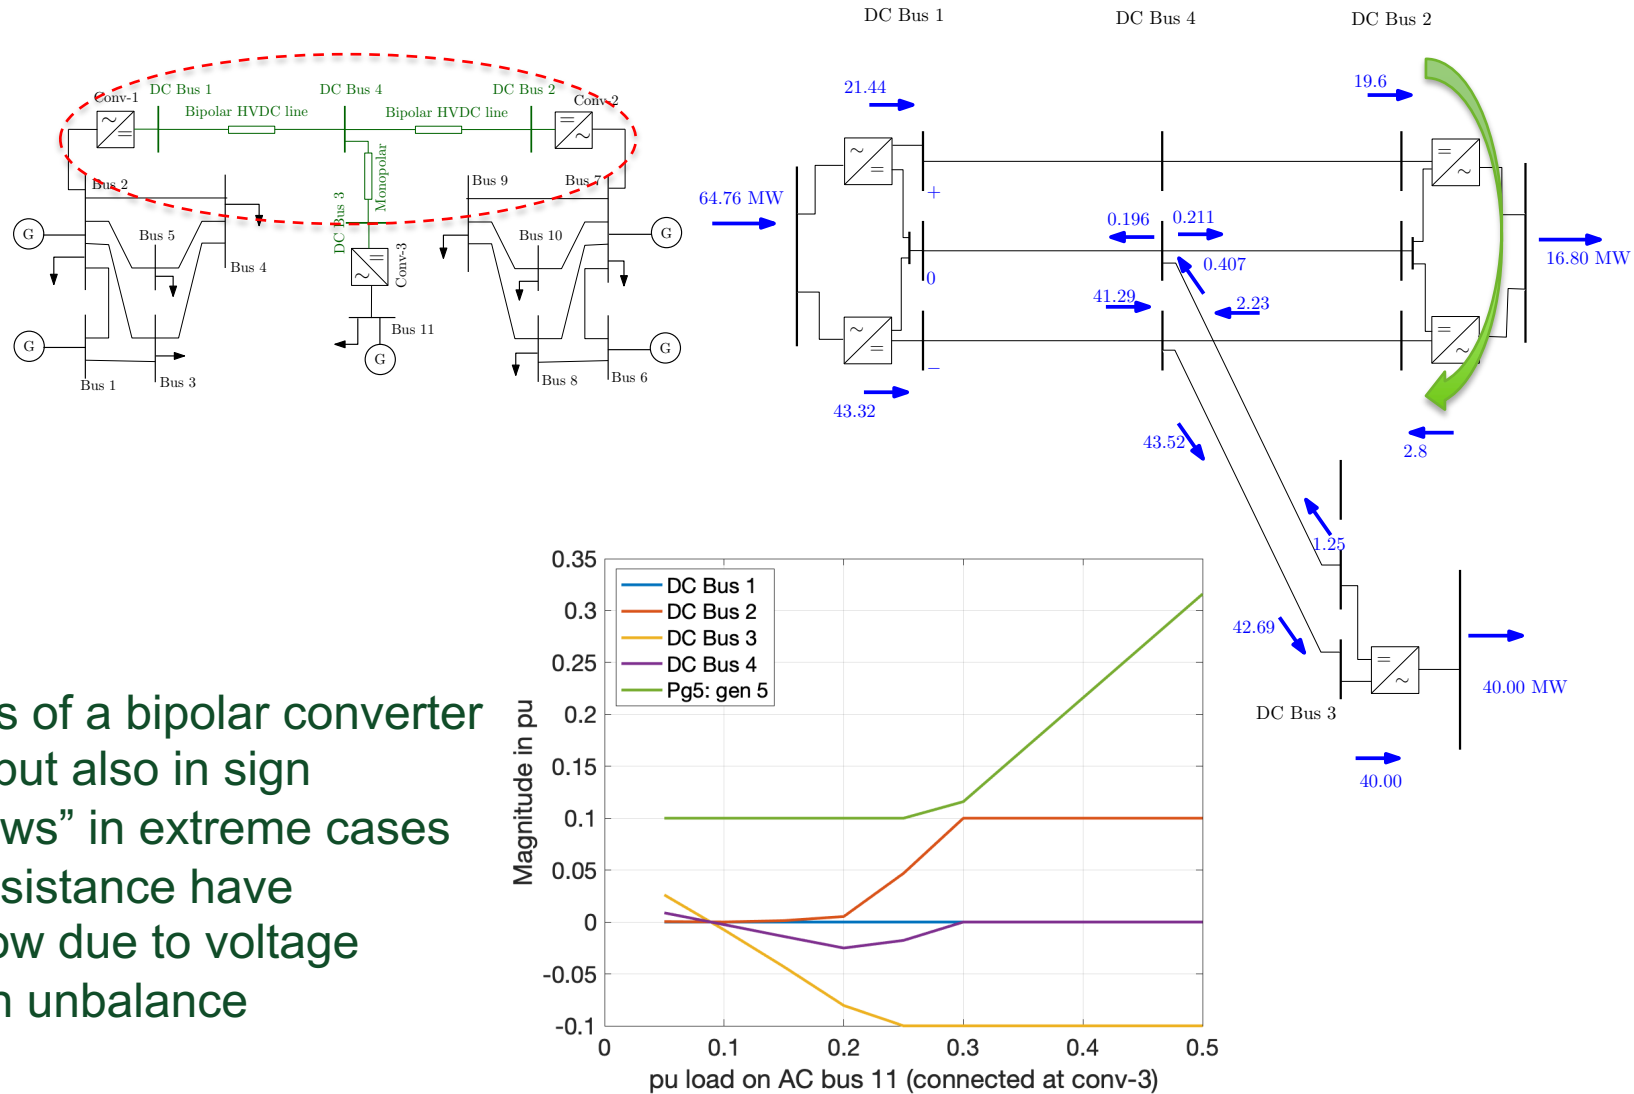 DC Bus 1
DC Bus 4
DC Bus 2
Conv-1
DC Bus 1
DC Bus 4
DC Bus 2
Conv-2
Bipolar HVDC line
Bipolar HVDC line
Monopolar
DC Bus 3
Conv-3
Bus 2
Bus 9
Bus 7
Bus 5
Bus 10
Bus 4
G
G
G
G
G
Bus 11
Bus 1
Bus 3
Bus 8
Bus 6
21.44
19.6
64.76 MW
+
0.196
0.211
0.407
16.80 MW
0
41.29
2.23
−
43.32
2.8
43.52
1.25
42.69
40.00 MW
DC Bus 3
40.00
~
=
~
=
=
~
=
~
~
=
~
=
=
~
=
~
s of a bipolar converter
but also in sign
ws” in extreme cases
sistance have
ow due to voltage
n unbalance
0.35
0.3
0.25
0.2
0.15
0.1
0.05
0
-0.05
-0.1
Magnitude in pu
DC Bus 1
DC Bus 2
DC Bus 3
DC Bus 4
Pg5: gen 5
0
0.1
0.2
0.3
0.4
0.5
pu load on AC bus 11 (connected at conv-3)